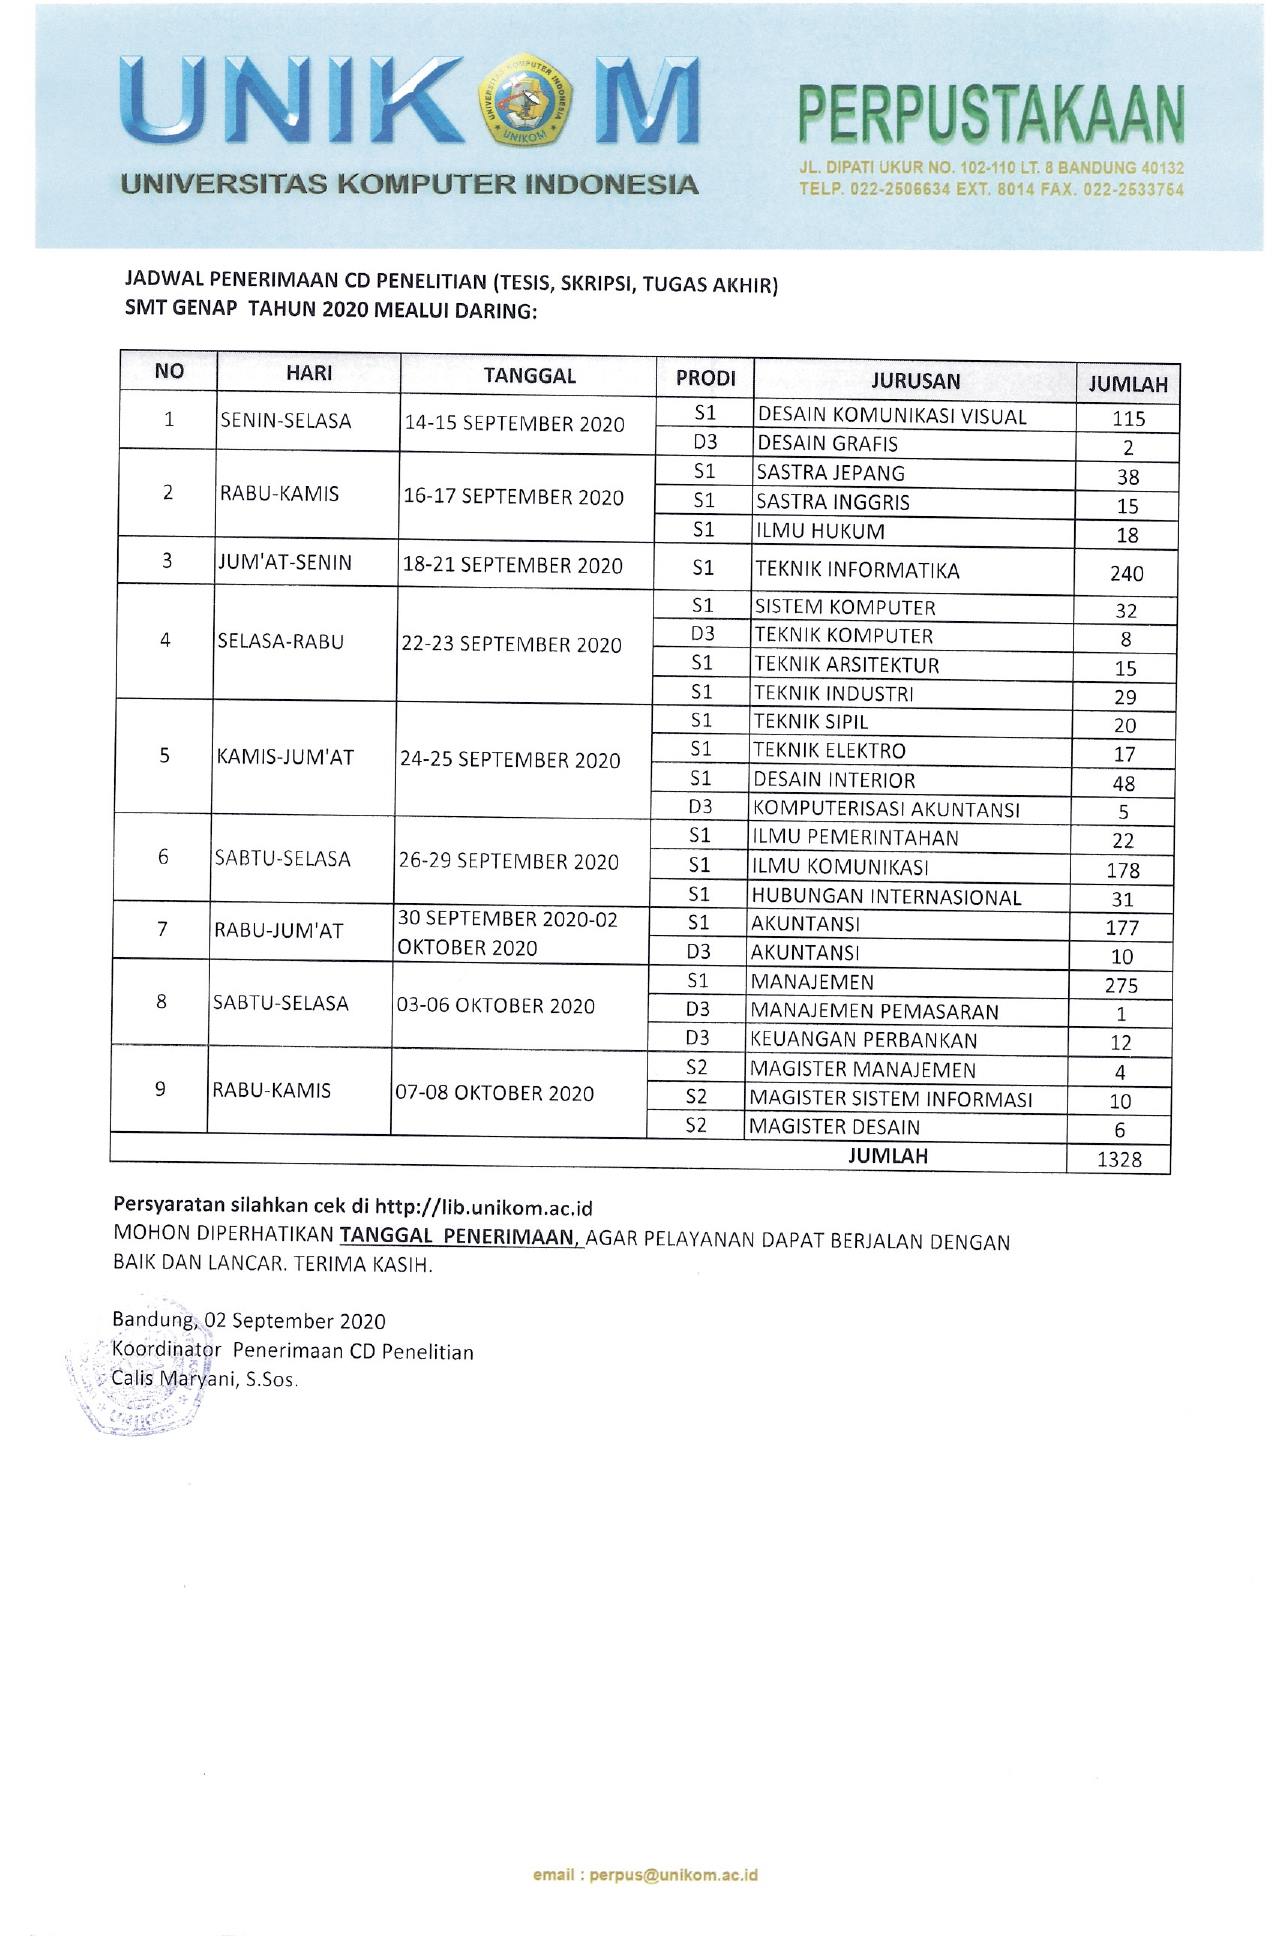 UNIKOM
UNIVERSITAS KOMPUTER INDONESIA
PERPUSTAKAAN
JL. DIPATI UKUR NO. 102-110 LT. 8 BANDUNG 40132
TELP. 022-2506634 EXT. 8014 FAX. 022-2533754
UNIVERSITAS KOMPUTER INDONESIA
UNIKOM
JADWAL PENERIMAAN CD PENELITIAN (TESIS, SKRIPSI, TUGAS AKHIR)
SMT GENAP TAHUN 2020 MEALUI DARING:
NO HARI TANGGAL PRODI JURUSAN JUMLAH
1 SENIN-SELASA 14-15 SEPTEMBER 2020 S1 DESAIN KOMUNIKASI VISUAL 115
D3 DESAIN GRAFIS 2
2 RABU-KAMIS 16-17 SEPTEMBER 2020 S1 SASTRA JEPANG 38
S1 SASTRA INGGRIS 15
S1 ILMU HUKUM 18
3 JUM'AT-SENIN 18-21 SEPTEMBER 2020 S1 TEKNIK INFORMATIKA 240
4 SELASA-RABU 22-23 SEPTEMBER 2020 S1 SISTEM KOMPUTER 32
D3 TEKNIK KOMPUTER 8
S1 TEKNIK ARSITEKTUR 15
S1 TEKNIK INDUSTRI 29
5 KAMIS-JUM'AT 24-25 SEPTEMBER 2020 S1 TEKNIK SIPIL 20
S1 TEKNIK ELEKTRO 17
S1 DESAIN INTERIOR 48
D3 KOMPUTERISASI AKUNTANSI 5
6 SABTU-SELASA 26-29 SEPTEMBER 2020 S1 ILMU PEMERINTAHAN 22
S1 ILMU KOMUNIKASI 178
S1 HUBUNGAN INTERNASIONAL 31
7 RABU-JUM'AT 30 SEPTEMBER 2020-02 S1 AKUNTANSI 177
OKTOBER 2020 D3 AKUNTANSI 10
8 SABTU-SELASA 03-06 OKTOBER 2020 S1 MANAJEMEN 275
D3 MANAJEMEN PEMASARAN 1
D3 KEUANGAN PERBANKAN 12
9 RABU-KAMIS 07-08 OKTOBER 2020 S2 MAGISTER MANAJEMEN 4
S2 MAGISTER SISTEM INFORMASI 10
S2 MAGISTER DESAIN 6
JUMLAH 1328
Persyaratan silahkan cek di http://lib.unikom.ac.id
MOHON DIPERHATIKAN TANGGAL PENERIMAAN, AGAR PELAYANAN DAPAT BERJALAN DENGAN
BAIK DAN LANCAR. TERIMA KASIH.
Bandung, 02 September 2020
Koordinator Penerimaan CD Penelitian
Calis Maryani, S.Sos.
UNIKOM
email : perpus@unikom.ac.id